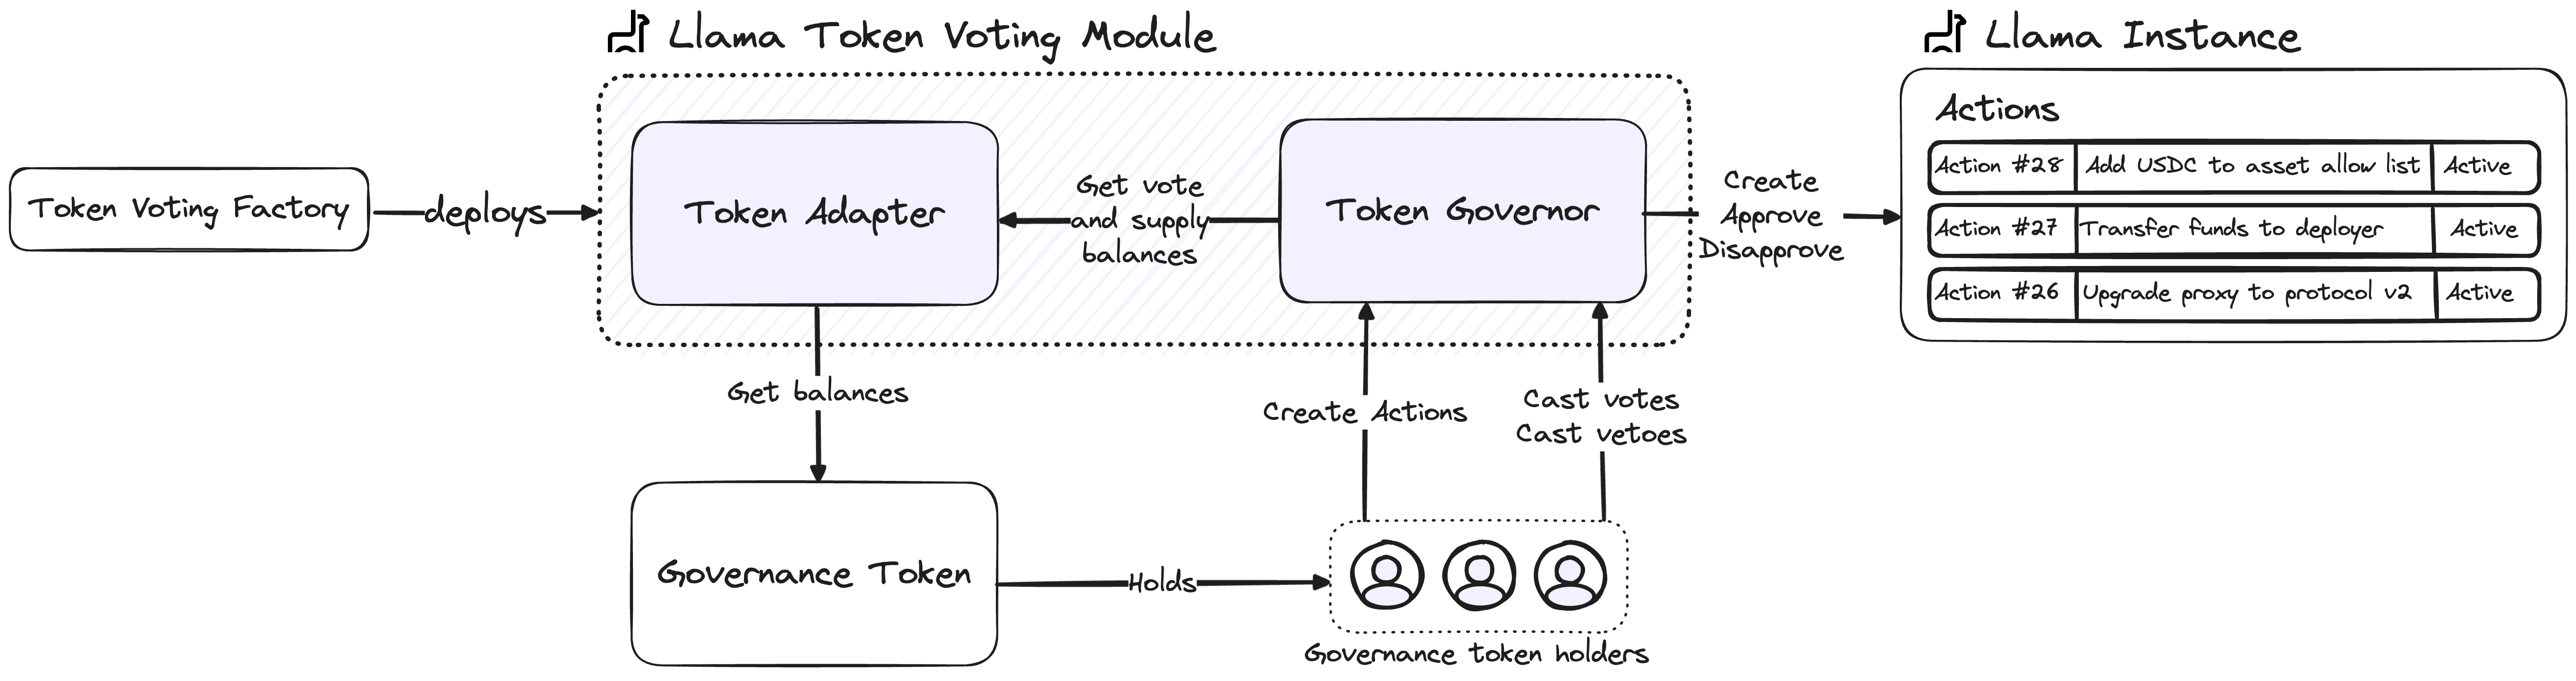 Llama Token Voting Module
Llama Instance
Token Voting Factory
deploys
Token Adapter
Get vote
and supply
balances
Token Governor
Create
Approve
Disapprove
Actions
Action #28 Add USDC to asset allow list Active
Action #27 Transfer funds to deployer Active
Action #26 Upgrade proxy to protocol v2 Active
Get balances
Create Actions
Cast votes
Cast vetoes
Governance Token
Holds
Governance token holders